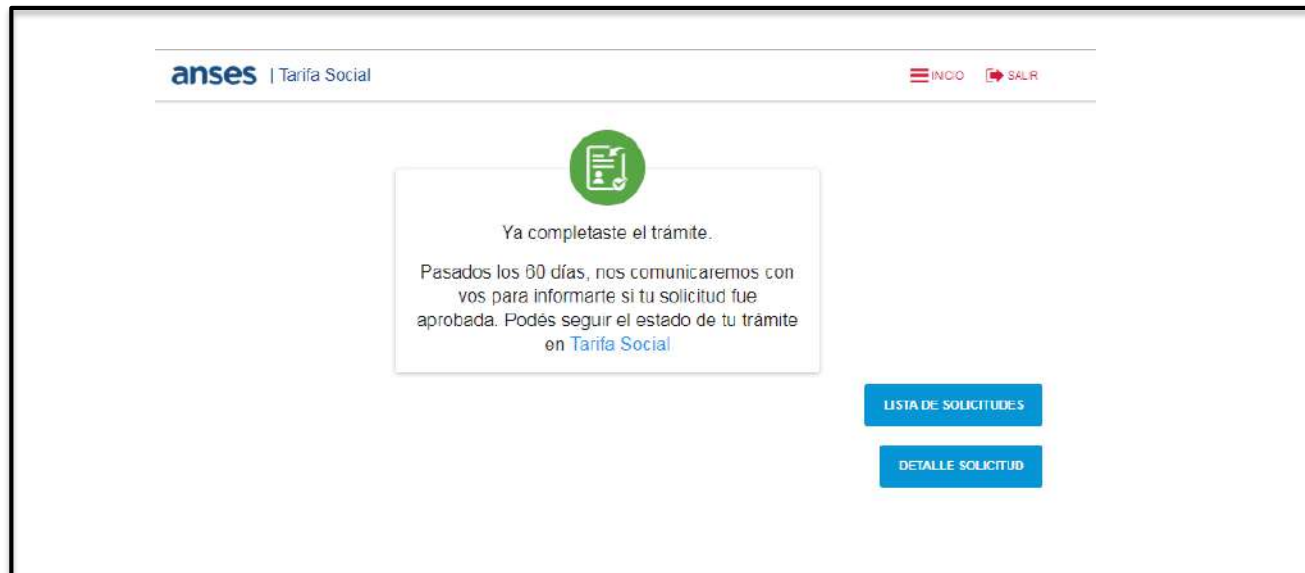 anses | Tarifa Social
INICIO SALIR
Ya completaste el trámite.
Pasados los 60 días, nos comunicaremos con
vos para informarte si tu solicitud fue
aprobada. Podés seguir el estado de tu trámite
en Tarifa Social
LISTA DE SOLICITUDES
DETALLE SOLICITUD